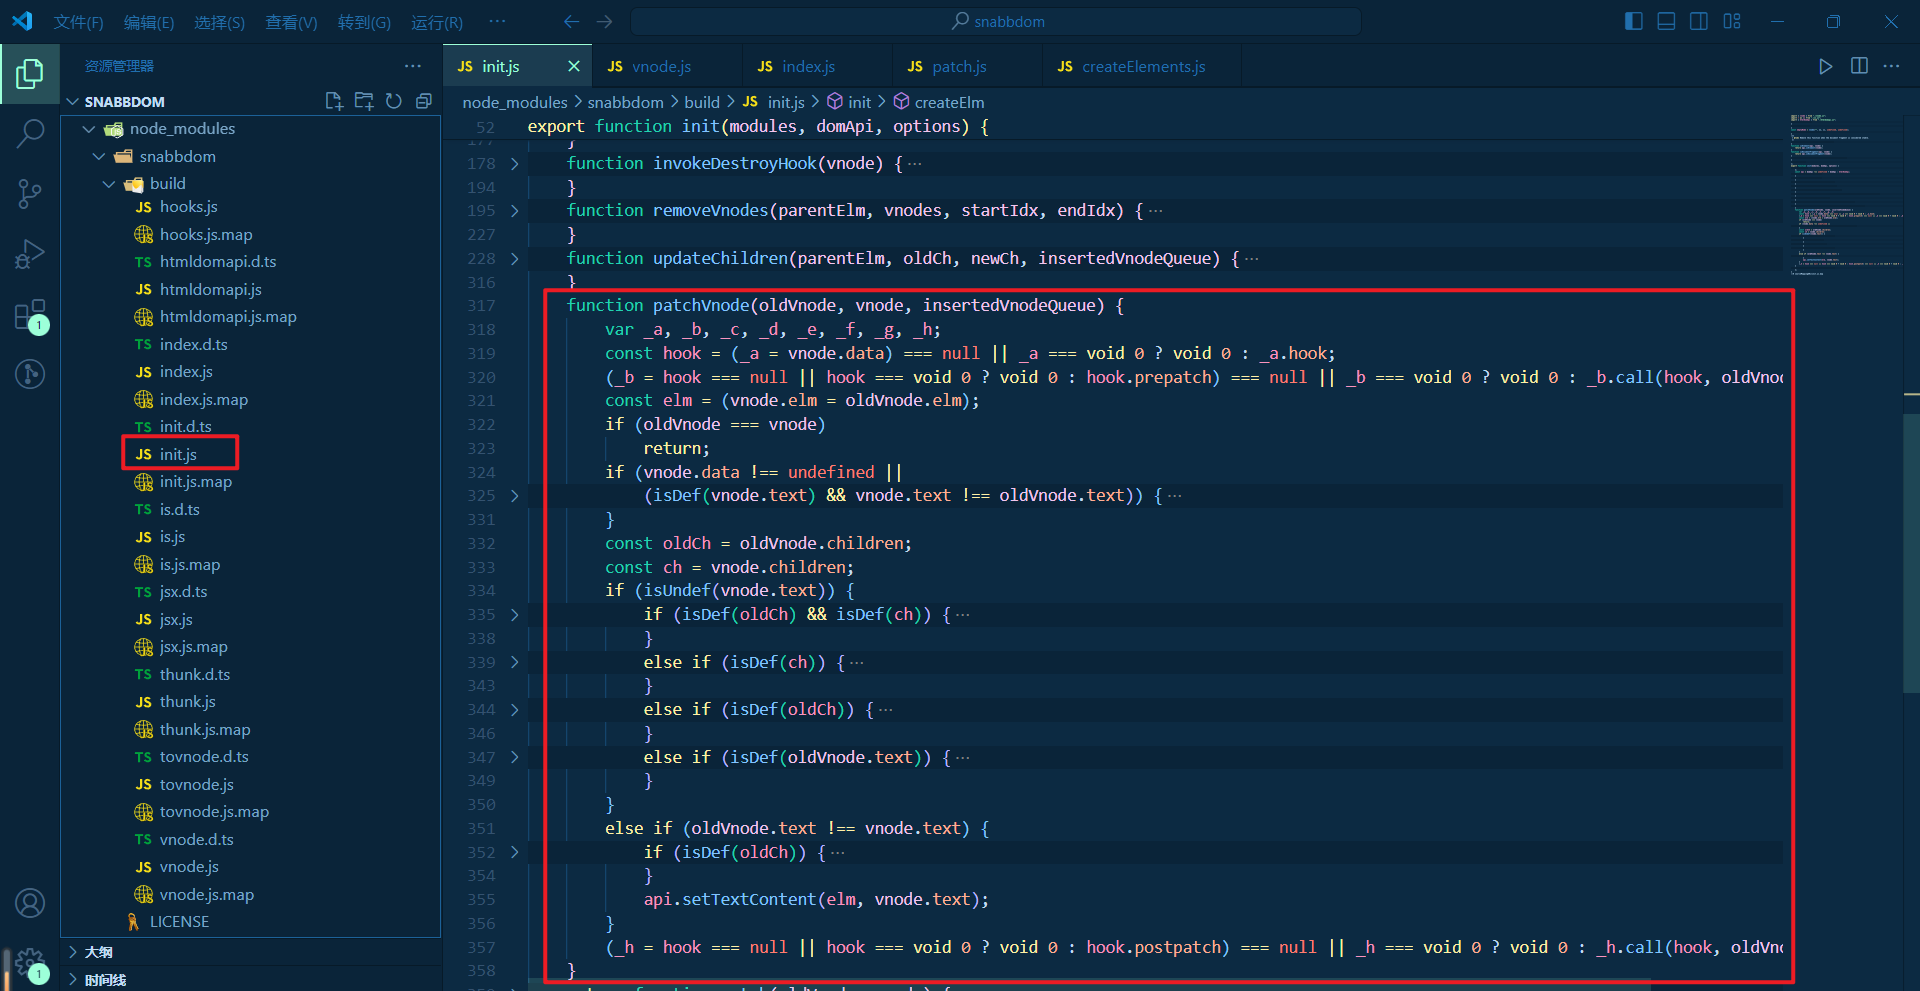 文件(F) 编辑(E) 选择(S) 查看(V) 转到(G) 运行(R) ··· snabbdom
资源管理器 ···
JS init.js JS vnode.js JS index.js JS patch.js JS createElements.js
SNABBDOM
node_modules > snabbdom > build > JS init.js > init > createElm
node_modules
snabbdom
build
JS hooks.js
hooks.js.map
TS htmldomapi.d.ts
JS htmldomapi.js
htmldomapi.js.map
TS index.d.ts
JS index.js
index.js.map
TS init.d.ts
JS init.js
init.js.map
TS is.d.ts
JS is.js
is.js.map
TS jsx.d.ts
JS jsx.js
jsx.js.map
TS thunk.d.ts
JS thunk.js
thunk.js.map
TS tovnode.d.ts
JS tovnode.js
tovnode.js.map
TS vnode.d.ts
JS vnode.js
vnode.js.map
LICENSE
大纲
时间线
1
1
52 export function init(modules, domApi, options) {
177 }
178 function invokeDestroyHook(vnode) { ···
194 }
195 function removeVnodes(parentElm, vnodes, startIdx, endIdx) { ···
227 }
228 function updateChildren(parentElm, oldCh, newCh, insertedVnodeQueue) { ···
316 }
317 function patchVnode(oldVnode, vnode, insertedVnodeQueue) {
318 var _a, _b, _c, _d, _e, _f, _g, _h;
319 const hook = (_a = vnode.data) === null || _a === void 0 ? void 0 : _a.hook;
320 (_b = hook === null || hook === void 0 ? void 0 : hook.prepatch) === null || _b === void 0 ? void 0 : _b.call(hook, oldVnod
321 const elm = (vnode.elm = oldVnode.elm);
322 if (oldVnode === vnode)
323 return;
324 if (vnode.data !== undefined ||
325 (isDef(vnode.text) && vnode.text !== oldVnode.text)) { ···
331 }
332 const oldCh = oldVnode.children;
333 const ch = vnode.children;
334 if (isUndef(vnode.text)) {
335 if (isDef(oldCh) && isDef(ch)) { ···
338 }
339 else if (isDef(ch)) { ···
343 }
344 else if (isDef(oldCh)) { ···
346 }
347 else if (isDef(oldVnode.text)) { ···
349 }
350 }
351 else if (oldVnode.text !== vnode.text) {
352 if (isDef(oldCh)) { ···
354 }
355 api.setTextContent(elm, vnode.text);
356 }
357 (_h = hook === null || hook === void 0 ? void 0 : hook.postpatch) === null || _h === void 0 ? void 0 : _h.call(hook, oldVno
358 }